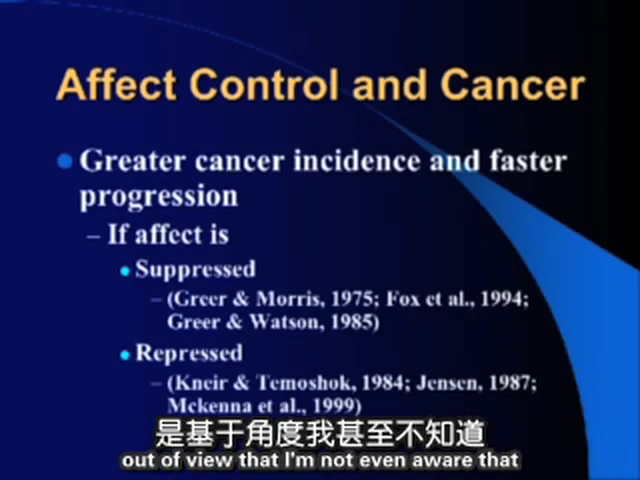 Affect Control and Cancer
Greater cancer incidence and faster
progression
– If affect is
Suppressed
– (Greer & Morris, 1975; Fox et al., 1994;
Greer & Watson, 1985)
Repressed
– (Kneir & Temoshok, 1984; Jensen, 1987;
Mckenna et al., 1999)
是基于角度我甚至不知道
out of view that I'm not even aware that